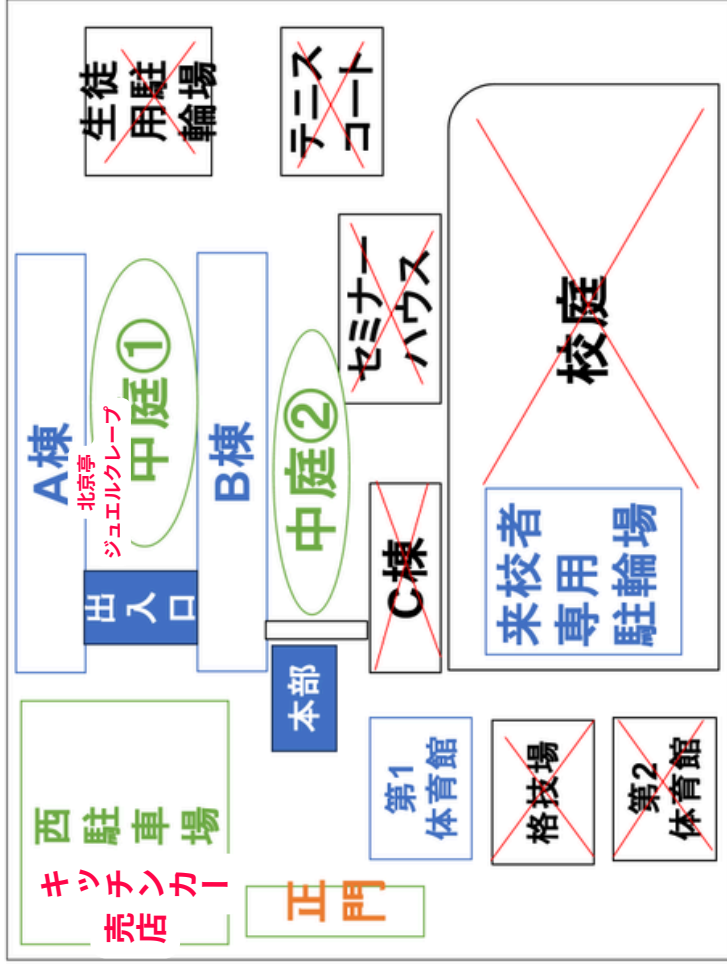 西駐車場
キッチンカー
売店
正門
A棟
北京亭
ジュエルクレープ
中庭①
出入口
B棟
中庭②
本部
生徒
用駐
輪場
テニス
コート
セミナー
ハウス
C棟
校庭
来校者
専用
駐輪場
第1
体育館
格技場
第2
体育館